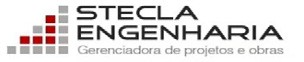 STECLA
ENGENHARIA
Gerenciadora de projetos e obras